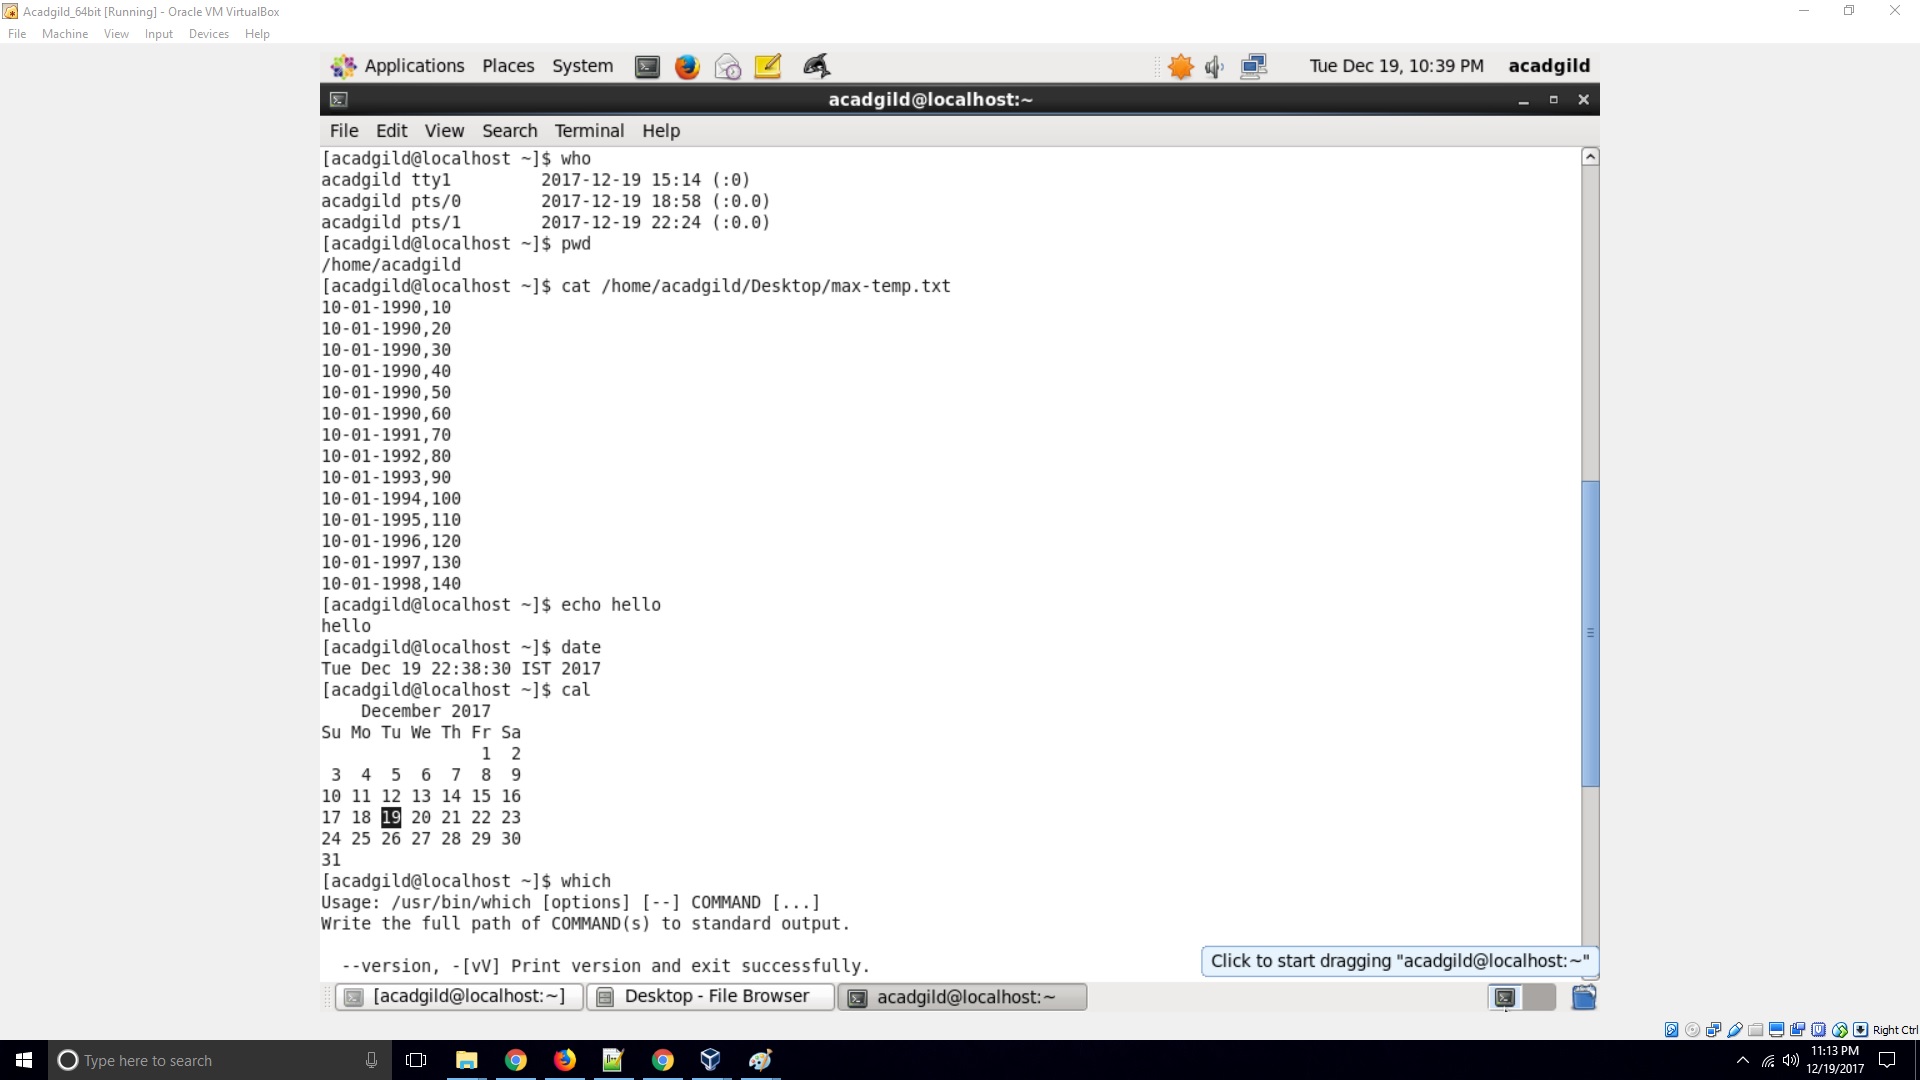 Acadgild_64bit [Running] - Oracle VM VirtualBox
File Machine View Input Devices Help
Applications Places System Tue Dec 19, 10:39 PM acadgild
acadgild@localhost:~
File Edit View Search Terminal Help
[acadgild@localhost ~]$ who
acadgild tty1         2017-12-19 15:14 (:0)
acadgild pts/0        2017-12-19 18:58 (:0.0)
acadgild pts/1        2017-12-19 22:24 (:0.0)
[acadgild@localhost ~]$ pwd
/home/acadgild
[acadgild@localhost ~]$ cat /home/acadgild/Desktop/max-temp.txt
10-01-1990,10
10-01-1990,20
10-01-1990,30
10-01-1990,40
10-01-1990,50
10-01-1990,60
10-01-1991,70
10-01-1992,80
10-01-1993,90
10-01-1994,100
10-01-1995,110
10-01-1996,120
10-01-1997,130
10-01-1998,140
[acadgild@localhost ~]$ echo hello
hello
[acadgild@localhost ~]$ date
Tue Dec 19 22:38:30 IST 2017
[acadgild@localhost ~]$ cal
    December 2017
Su Mo Tu We Th Fr Sa
                1  2
 3  4  5  6  7  8  9
10 11 12 13 14 15 16
17 18 19 20 21 22 23
24 25 26 27 28 29 30
31
[acadgild@localhost ~]$ which
Usage: /usr/bin/which [options] [--] COMMAND [...]
Write the full path of COMMAND(s) to standard output.
  --version, -[vV] Print version and exit successfully.
Click to start dragging "acadgild@localhost:~"
[acadgild@localhost:~] Desktop - File Browser acadgild@localhost:~
Right Ctrl
Type here to search
11:13 PM
12/19/2017